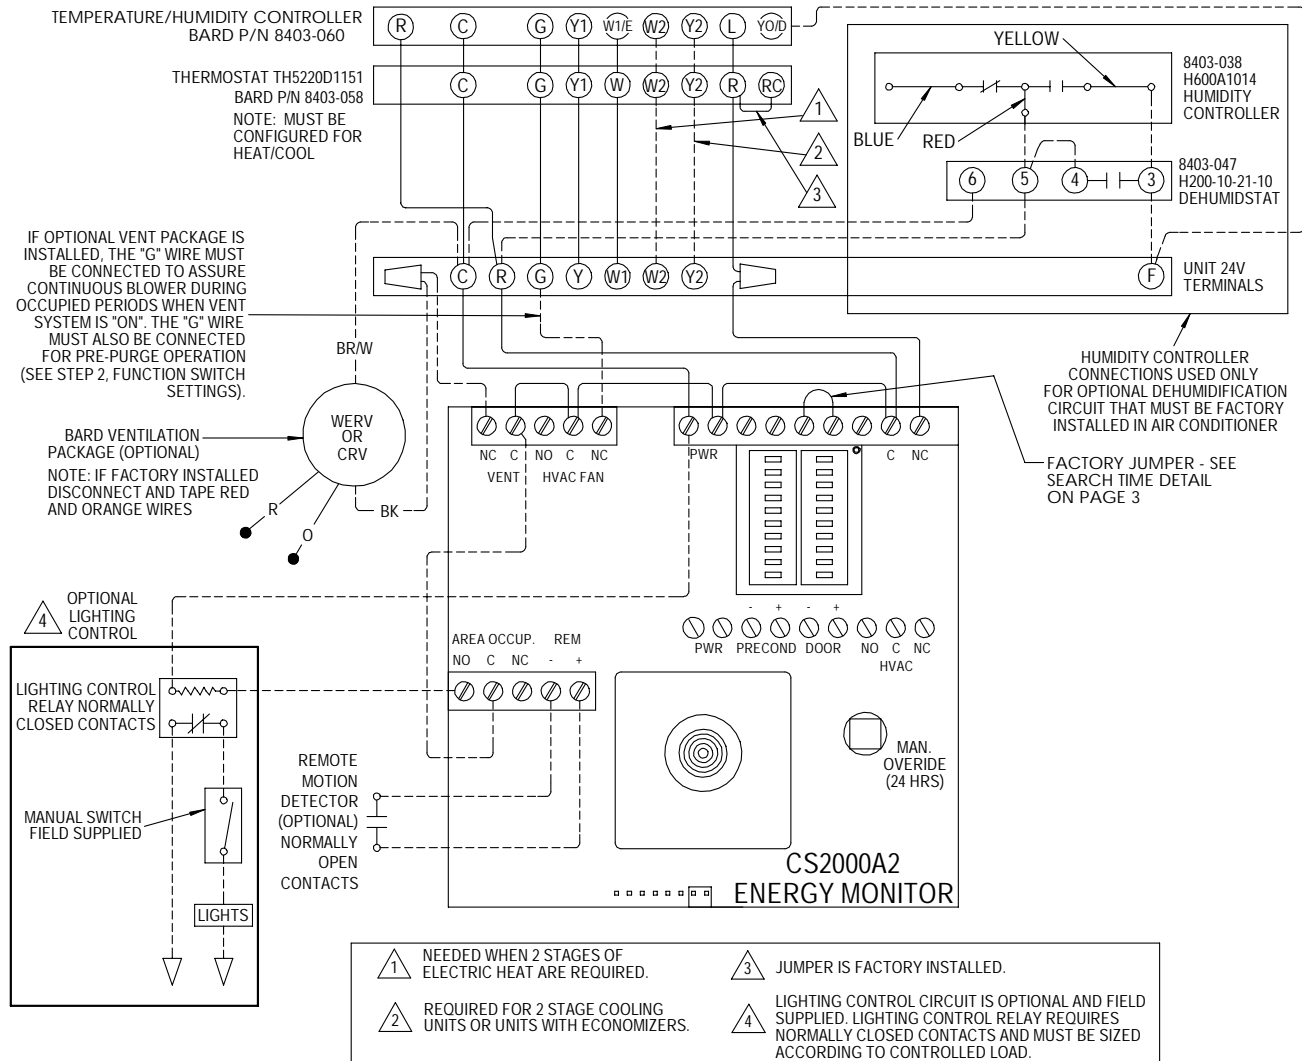 TEMPERATURE/HUMIDITY CONTROLLER
BARD P/N 8403-060
R C G Y1 W1/E W2 Y2 L YO/D
THERMOSTAT TH5220D1151
BARD P/N 8403-058
NOTE: MUST BE
CONFIGURED FOR
HEAT/COOL
C G Y1 W W2 Y2 R RC
1
2
3
YELLOW
BLUE
RED
8403-038
H600A1014
HUMIDITY
CONTROLLER
6 5 4 3
8403-047
H200-10-21-10
DEHUMIDSTAT
IF OPTIONAL VENT PACKAGE IS
INSTALLED, THE "G" WIRE MUST
BE CONNECTED TO ASSURE
CONTINUOUS BLOWER DURING
OCCUPIED PERIODS WHEN VENT
SYSTEM IS "ON". THE "G" WIRE
MUST ALSO BE CONNECTED
FOR PRE-PURGE OPERATION
(SEE STEP 2, FUNCTION SWITCH
SETTINGS).
C R G Y W1 W2 Y2 F
UNIT 24V
TERMINALS
HUMIDITY CONTROLLER
CONNECTIONS USED ONLY
FOR OPTIONAL DEHUMIDIFICATION
CIRCUIT THAT MUST BE FACTORY
INSTALLED IN AIR CONDITIONER
BR/W
WERV
OR
CRV
BARD VENTILATION
PACKAGE (OPTIONAL)
NOTE: IF FACTORY INSTALLED
DISCONNECT AND TAPE RED
AND ORANGE WIRES
R
O
BK
NC C NO C NC
VENT HVAC FAN
PWR
C NC
FACTORY JUMPER - SEE
SEARCH TIME DETAIL
ON PAGE 3
- + - +
PWR PRECOND DOOR NO C NC
HVAC
4
OPTIONAL
LIGHTING
CONTROL
AREA OCCUP. REM
NO C NC - +
LIGHTING CONTROL
RELAY NORMALLY
CLOSED CONTACTS
MANUAL SWITCH
FIELD SUPPLIED
LIGHTS
REMOTE
MOTION
DETECTOR
(OPTIONAL)
NORMALLY
OPEN
CONTACTS
MAN.
OVERIDE
(24 HRS)
CS2000A2
ENERGY MONITOR
1
NEEDED WHEN 2 STAGES OF
ELECTRIC HEAT ARE REQUIRED.
2
REQUIRED FOR 2 STAGE COOLING
UNITS OR UNITS WITH ECONOMIZERS.
3
JUMPER IS FACTORY INSTALLED.
4
LIGHTING CONTROL CIRCUIT IS OPTIONAL AND FIELD
SUPPLIED. LIGHTING CONTROL RELAY REQUIRES
NORMALLY CLOSED CONTACTS AND MUST BE SIZED
ACCORDING TO CONTROLLED LOAD.